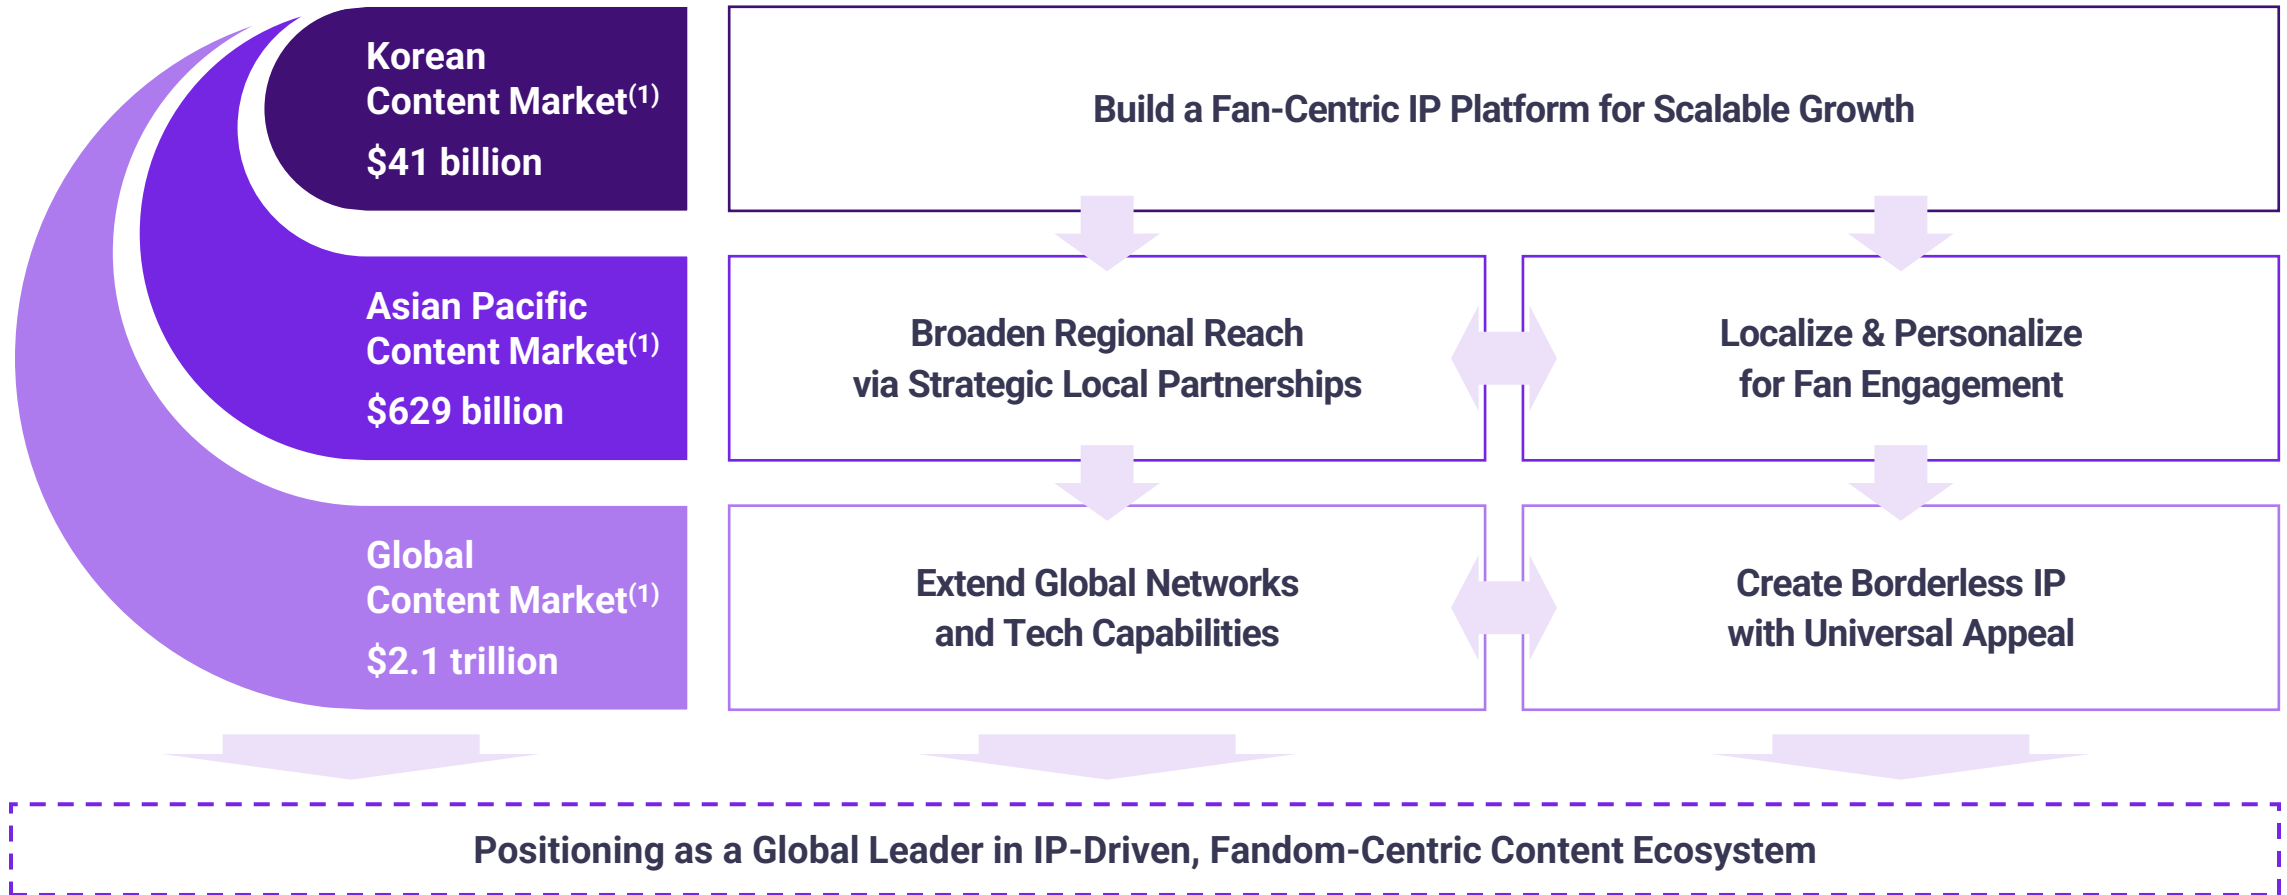 Korean
Content Market(1)
$41 billion
Build a Fan-Centric IP Platform for Scalable Growth
Asian Pacific
Content Market(1)
$629 billion
Broaden Regional Reach
via Strategic Local Partnerships
Localize & Personalize
for Fan Engagement
Global
Content Market(1)
$2.1 trillion
Extend Global Networks
and Tech Capabilities
Create Borderless IP
with Universal Appeal
Positioning as a Global Leader in IP-Driven, Fandom-Centric Content Ecosystem